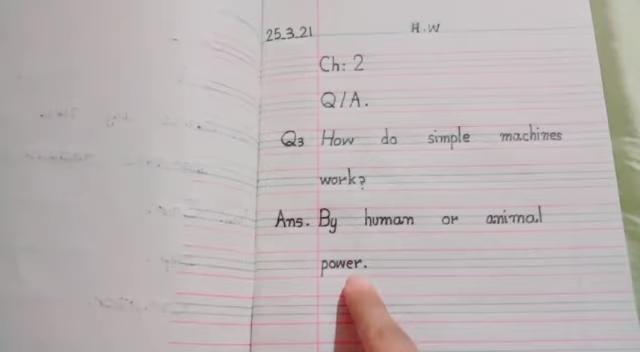 25.3.21 H.W
Ch: 2
Q/A.
Q3 How do simple machines
work?
Ans. By human or animal
power.